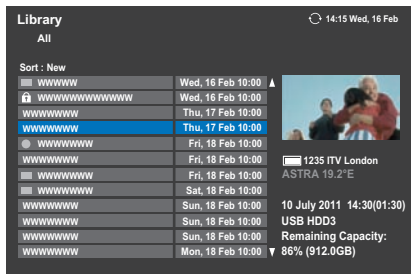 Library
14:15 Wed, 16 Feb
All
Sort : New
wwwww Wed, 16 Feb 10:00
wwwwwwwwwwww Wed, 16 Feb 10:00
wwwwwww Thu, 17 Feb 10:00
wwwwwww Thu, 17 Feb 10:00
wwwwwww Fri, 18 Feb 10:00
wwwwwww Fri, 18 Feb 10:00
wwwwwww Fri, 18 Feb 10:00
wwwwwww Sat, 18 Feb 10:00
wwwwwww Sun, 18 Feb 10:00
wwwwwww Sun, 18 Feb 10:00
wwwwwww Sun, 18 Feb 10:00
wwwwwww Mon, 18 Feb 10:00
1235 ITV London
ASTRA 19.2°E
10 July 2011 14:30(01:30)
USB HDD3
Remaining Capacity:
86% (912.0GB)